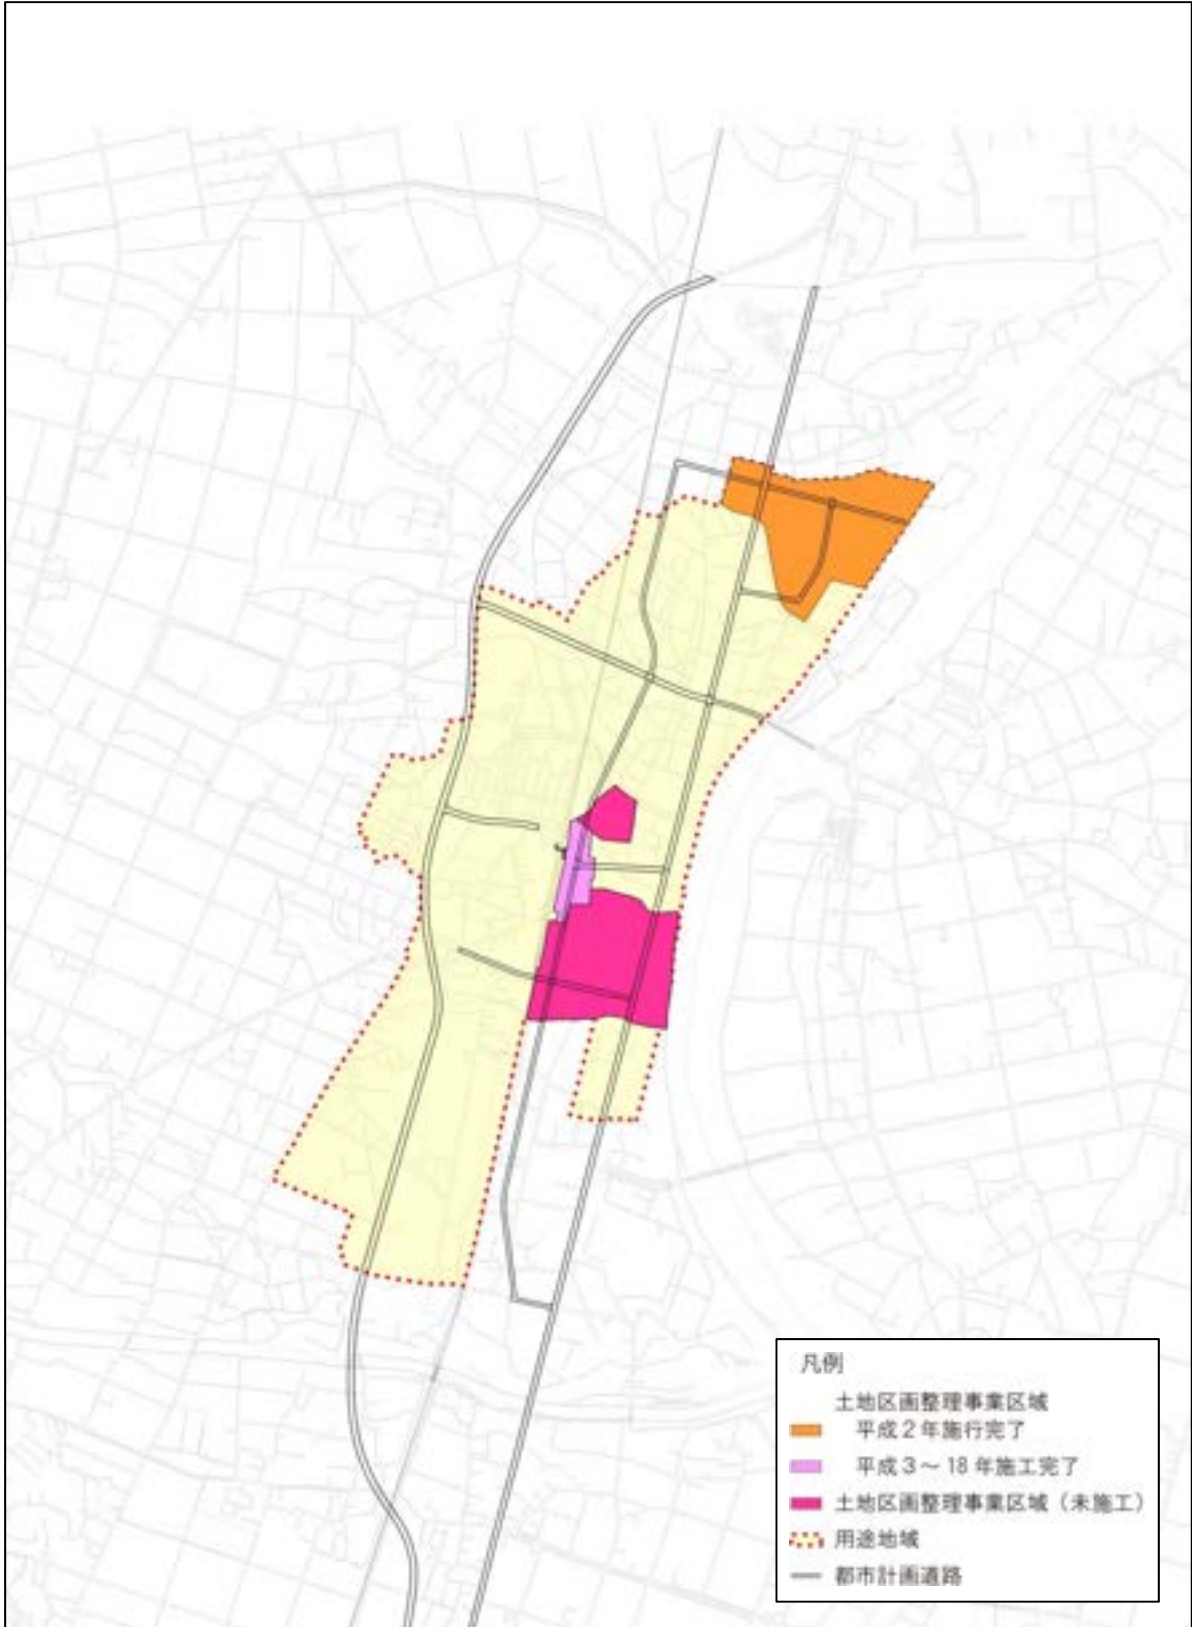 凡例
土地区画整理事業区域
平成2年施行完了
平成3～18年施工完了
土地区画整理事業区域（未施工）
用途地域
都市計画道路